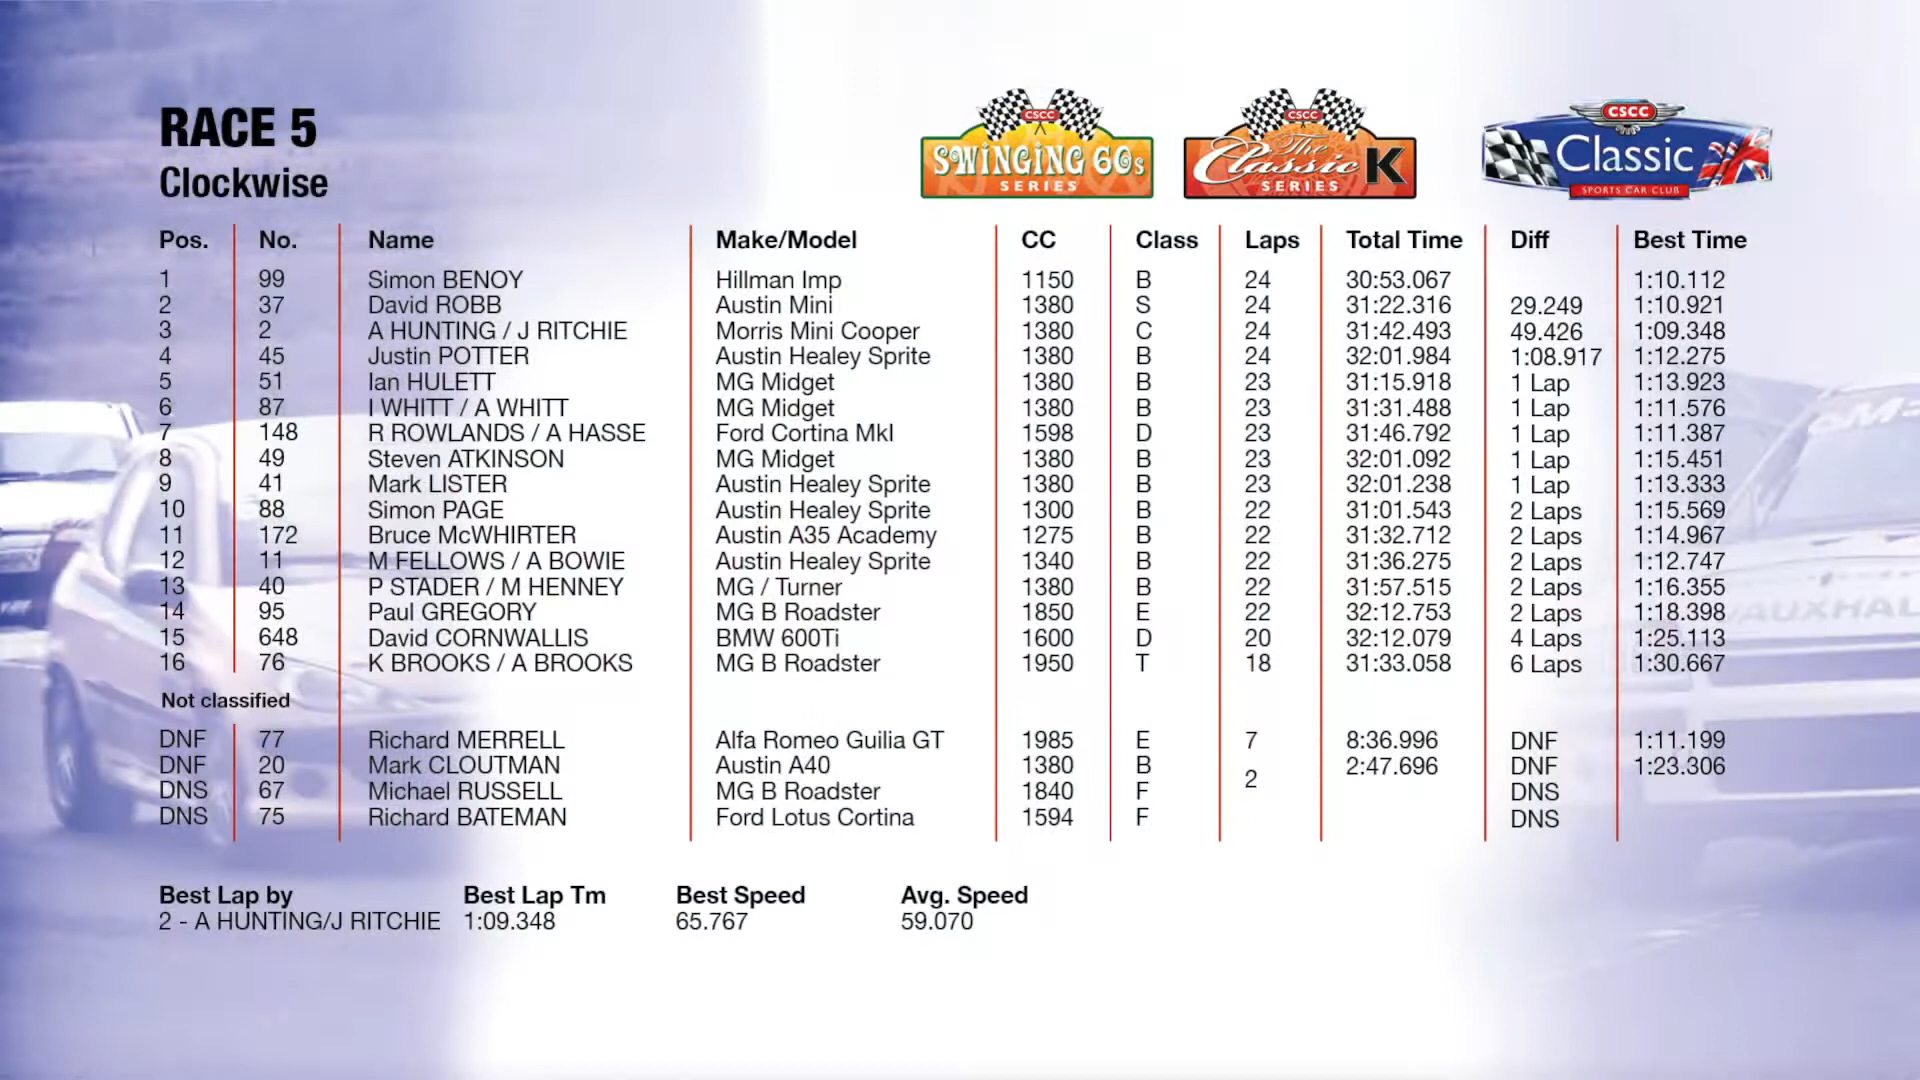 RACE 5
Clockwise
CSCC
SWINGING 60s
SERIES
CSCC
The
Classic K
SERIES
CSCC
Classic
SPORTS CAR CLUB
Pos. No. Name Make/Model CC Class Laps Total Time Diff Best Time
1 99 Simon BENOY Hillman Imp 1150 B 24 30:53.067 1:10.112
2 37 David ROBB Austin Mini 1380 S 24 31:22.316 29.249 1:10.921
3 2 A HUNTING / J RITCHIE Morris Mini Cooper 1380 C 24 31:42.493 49.426 1:09.348
4 45 Justin POTTER Austin Healey Sprite 1380 B 24 32:01.984 1:08.917 1:12.275
5 51 Ian HULETT MG Midget 1380 B 23 31:15.918 1 Lap 1:13.923
6 87 I WHITT / A WHITT MG Midget 1380 B 23 31:31.488 1 Lap 1:11.576
7 148 R ROWLANDS / A HASSE Ford Cortina MkI 1598 D 23 31:46.792 1 Lap 1:11.387
8 49 Steven ATKINSON MG Midget 1380 B 23 32:01.092 1 Lap 1:15.451
9 41 Mark LISTER Austin Healey Sprite 1380 B 23 32:01.238 1 Lap 1:13.333
10 88 Simon PAGE Austin Healey Sprite 1300 B 22 31:01.543 2 Laps 1:15.569
11 172 Bruce McWHIRTER Austin A35 Academy 1275 B 22 31:32.712 2 Laps 1:14.967
12 11 M FELLOWS / A BOWIE Austin Healey Sprite 1340 B 22 31:36.275 2 Laps 1:12.747
13 40 P STADER / M HENNEY MG / Turner 1380 B 22 31:57.515 2 Laps 1:16.355
14 95 Paul GREGORY MG B Roadster 1850 E 22 32:12.753 2 Laps 1:18.398
15 648 David CORNWALLIS BMW 600Ti 1600 D 20 32:12.079 4 Laps 1:25.113
16 76 K BROOKS / A BROOKS MG B Roadster 1950 T 18 31:33.058 6 Laps 1:30.667
Not classified
DNF 77 Richard MERRELL Alfa Romeo Guilia GT 1985 E 7 8:36.996 DNF 1:11.199
DNF 20 Mark CLOUTMAN Austin A40 1380 B 2 2:47.696 DNF 1:23.306
DNS 67 Michael RUSSELL MG B Roadster 1840 F DNS
DNS 75 Richard BATEMAN Ford Lotus Cortina 1594 F DNS
Best Lap by Best Lap Tm Best Speed Avg. Speed
2 - A HUNTING/J RITCHIE 1:09.348 65.767 59.070
VAUXHAL